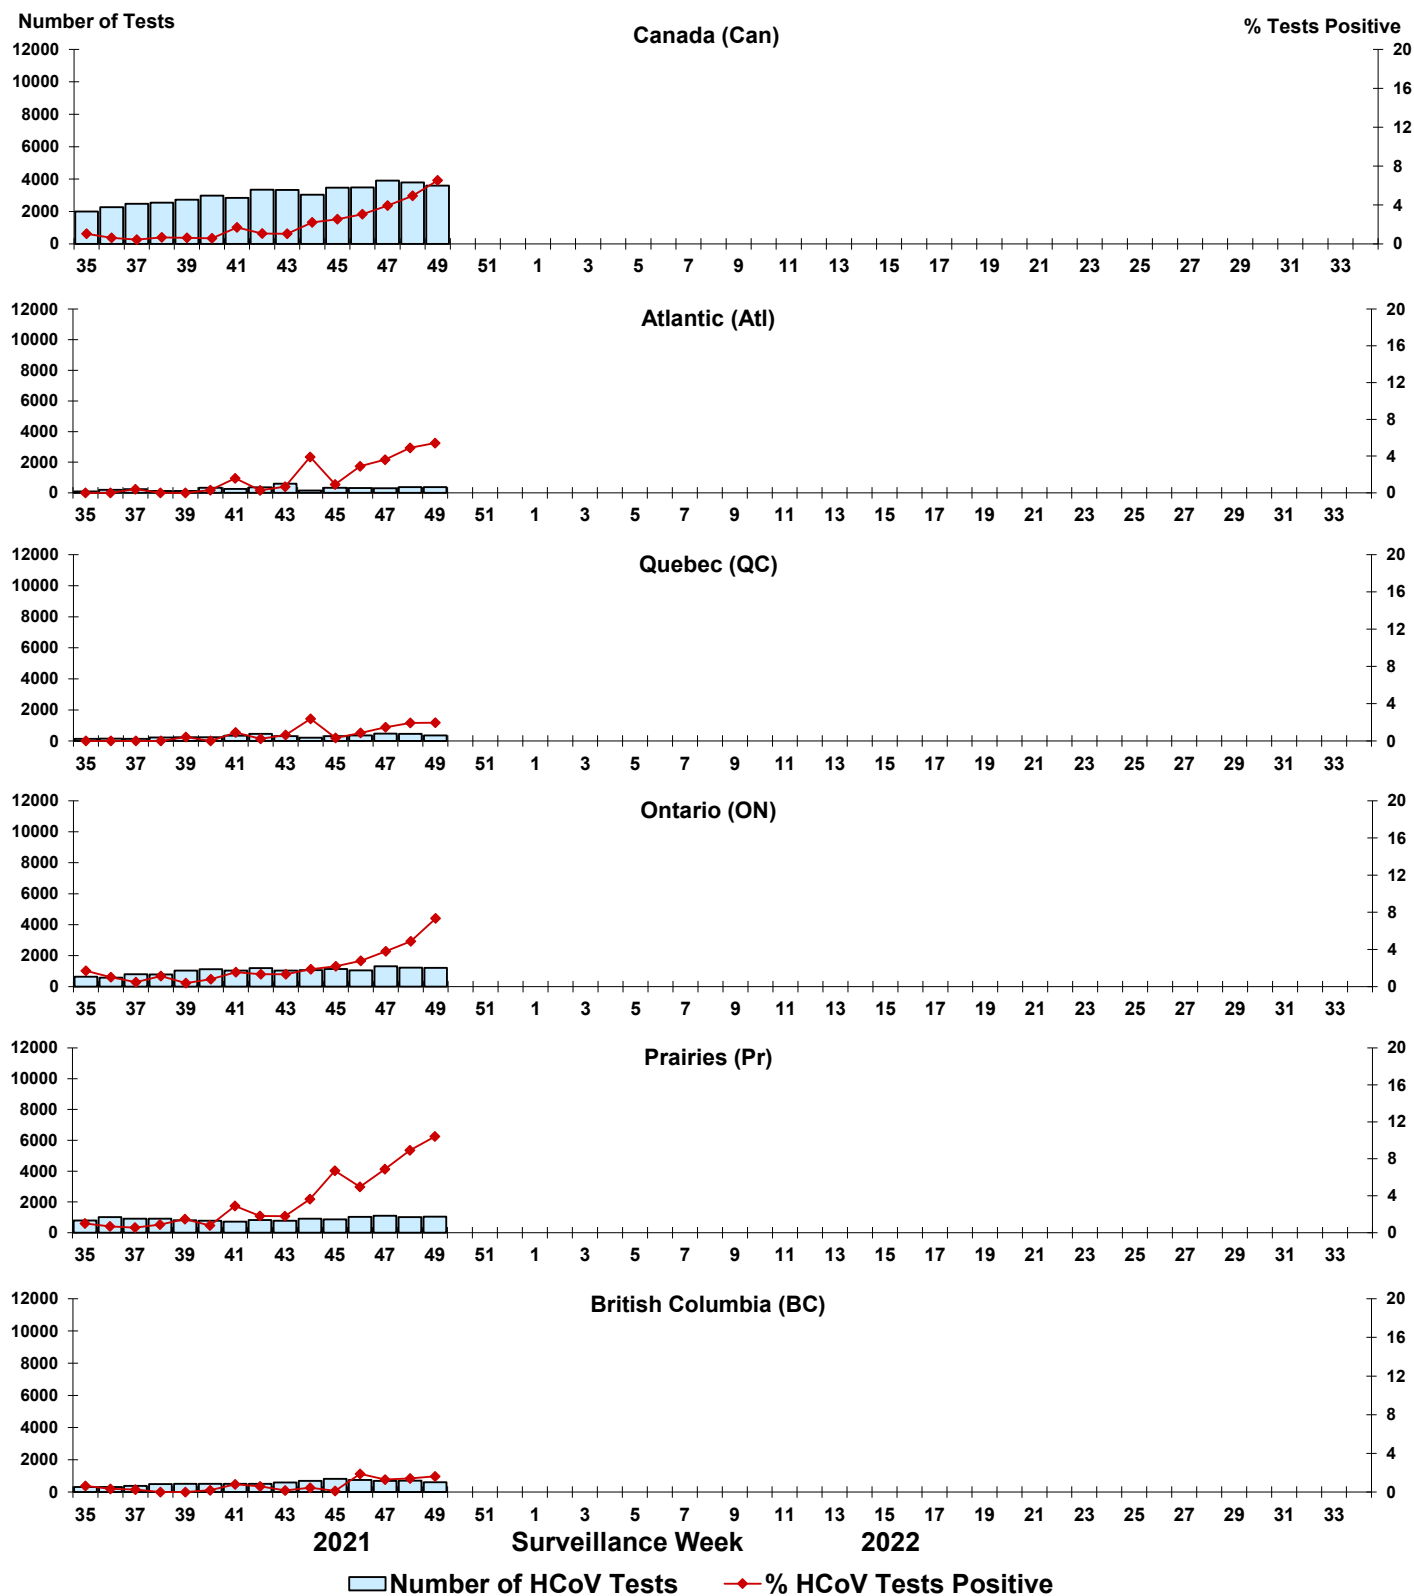 Number of Tests
Canada (Can)
% Tests Positive
12000 20
10000 16
8000 12
6000 8
4000 4
2000 0
0
35 37 39 41 43 45 47 49 51 1 3 5 7 9 11 13 15 17 19 21 23 25 27 29 31 33
Atlantic (Atl)
12000 20
10000 16
8000 12
6000 8
4000 4
2000 0
0
35 37 39 41 43 45 47 49 51 1 3 5 7 9 11 13 15 17 19 21 23 25 27 29 31 33
Quebec (QC)
12000 20
10000 16
8000 12
6000 8
4000 4
2000 0
0
35 37 39 41 43 45 47 49 51 1 3 5 7 9 11 13 15 17 19 21 23 25 27 29 31 33
Ontario (ON)
12000 20
10000 16
8000 12
6000 8
4000 4
2000 0
0
35 37 39 41 43 45 47 49 51 1 3 5 7 9 11 13 15 17 19 21 23 25 27 29 31 33
Prairies (Pr)
12000 20
10000 16
8000 12
6000 8
4000 4
2000 0
0
35 37 39 41 43 45 47 49 51 1 3 5 7 9 11 13 15 17 19 21 23 25 27 29 31 33
British Columbia (BC)
12000 20
10000 16
8000 12
6000 8
4000 4
2000 0
0
35 37 39 41 43 45 47 49 51 1 3 5 7 9 11 13 15 17 19 21 23 25 27 29 31 33
2021 Surveillance Week 2022
Number of HCoV Tests % HCoV Tests Positive